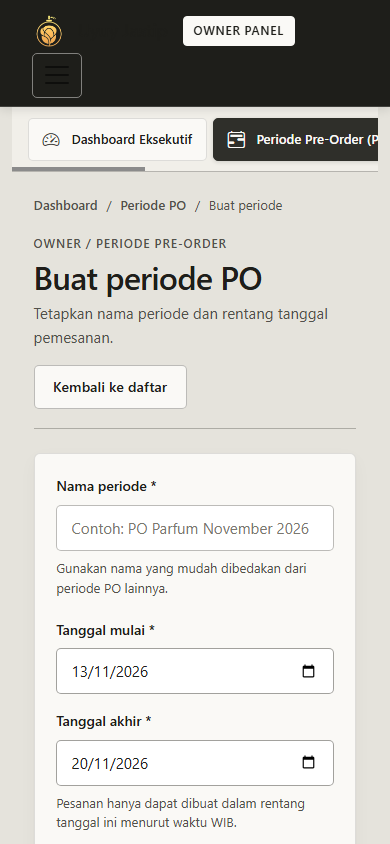 OWNER PANEL
Dashboard Eksekutif
Periode Pre-Order (P
Dashboard / Periode PO / Buat periode
OWNER / PERIODE PRE-ORDER
Buat periode PO
Tetapkan nama periode dan rentang tanggal
pemesanan.
Kembali ke daftar
Nama periode *
Contoh: PO Parfum November 2026
Gunakan nama yang mudah dibedakan dari
periode PO lainnya.
Tanggal mulai *
13/11/2026
Tanggal akhir *
20/11/2026
Pesanan hanya dapat dibuat dalam rentang
tanggal ini menurut waktu WIB.